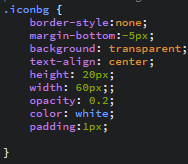 .iconbg {
border-style:none;
margin-bottom:-5px;
background: transparent;
text-align: center;
height: 20px;
width: 60px;;
opacity: 0.2;
color: white;
padding:1px;
}